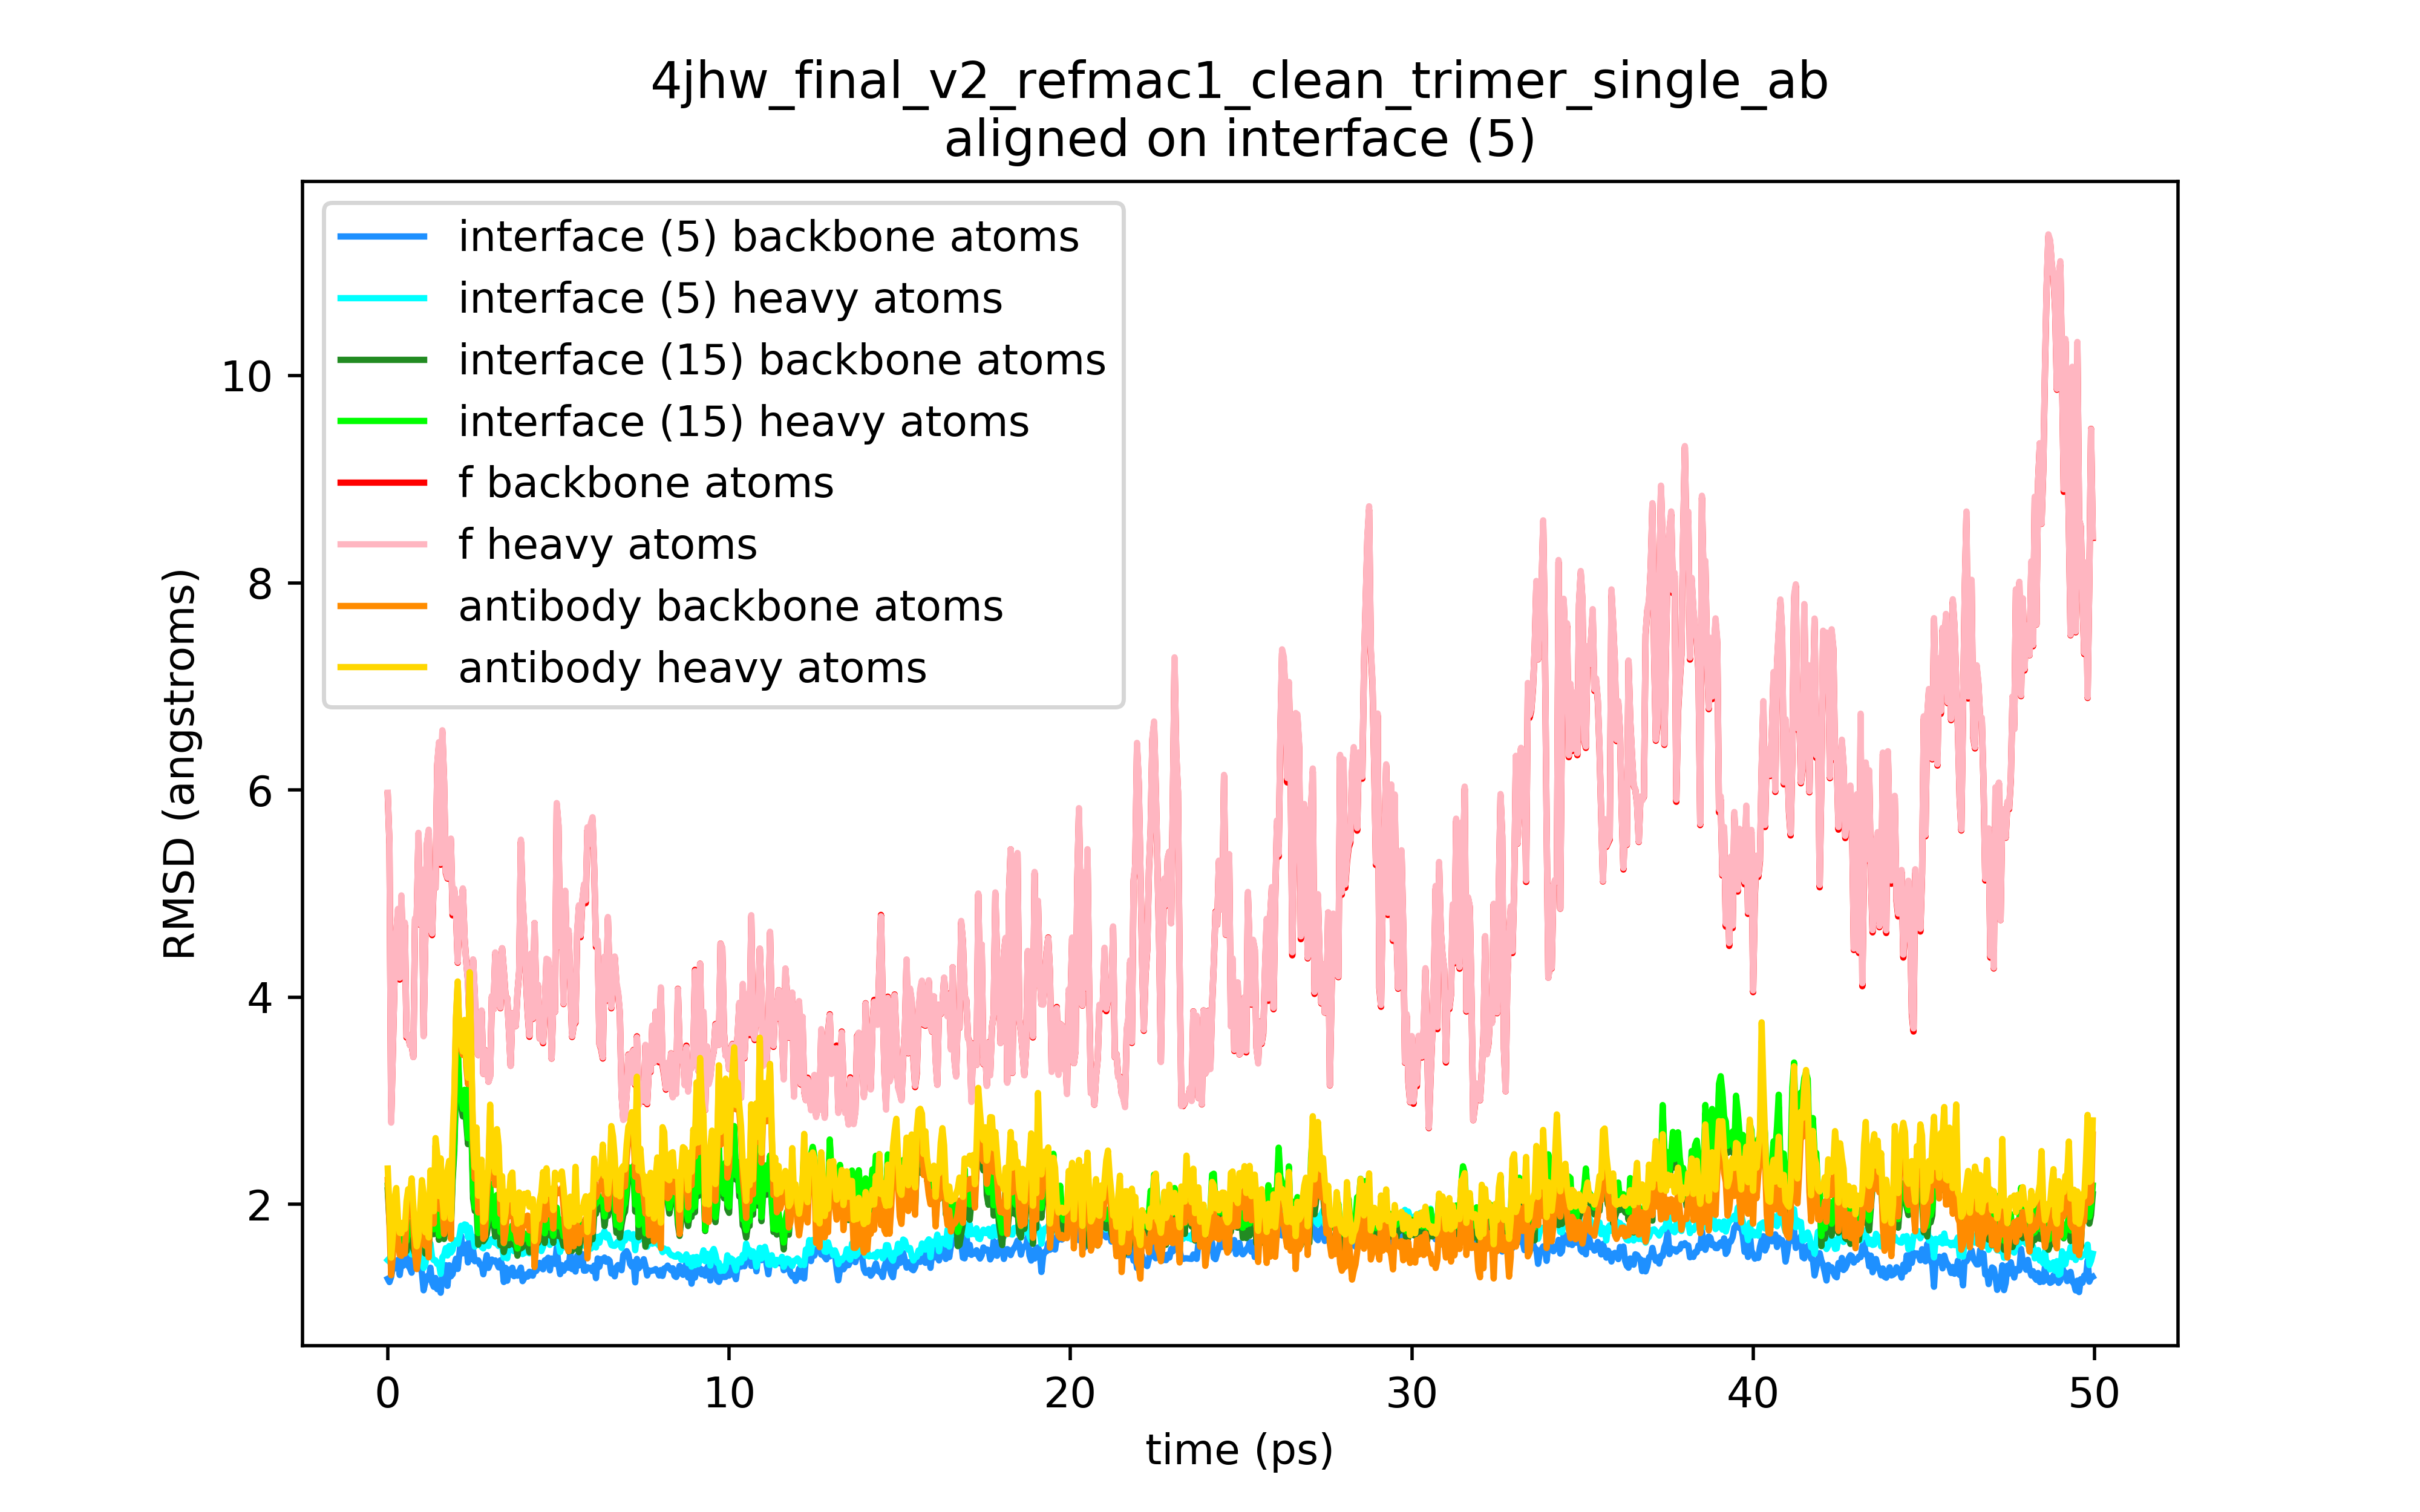 4jhw_final_v2_refmac1_clean_trimer_single_ab
aligned on interface (5)
interface (5) backbone atoms
interface (5) heavy atoms
interface (15) backbone atoms
interface (15) heavy atoms
f backbone atoms
f heavy atoms
antibody backbone atoms
antibody heavy atoms
RMSD (angstroms)
10
8
6
4
2
0 10 20 30 40 50
time (ps)